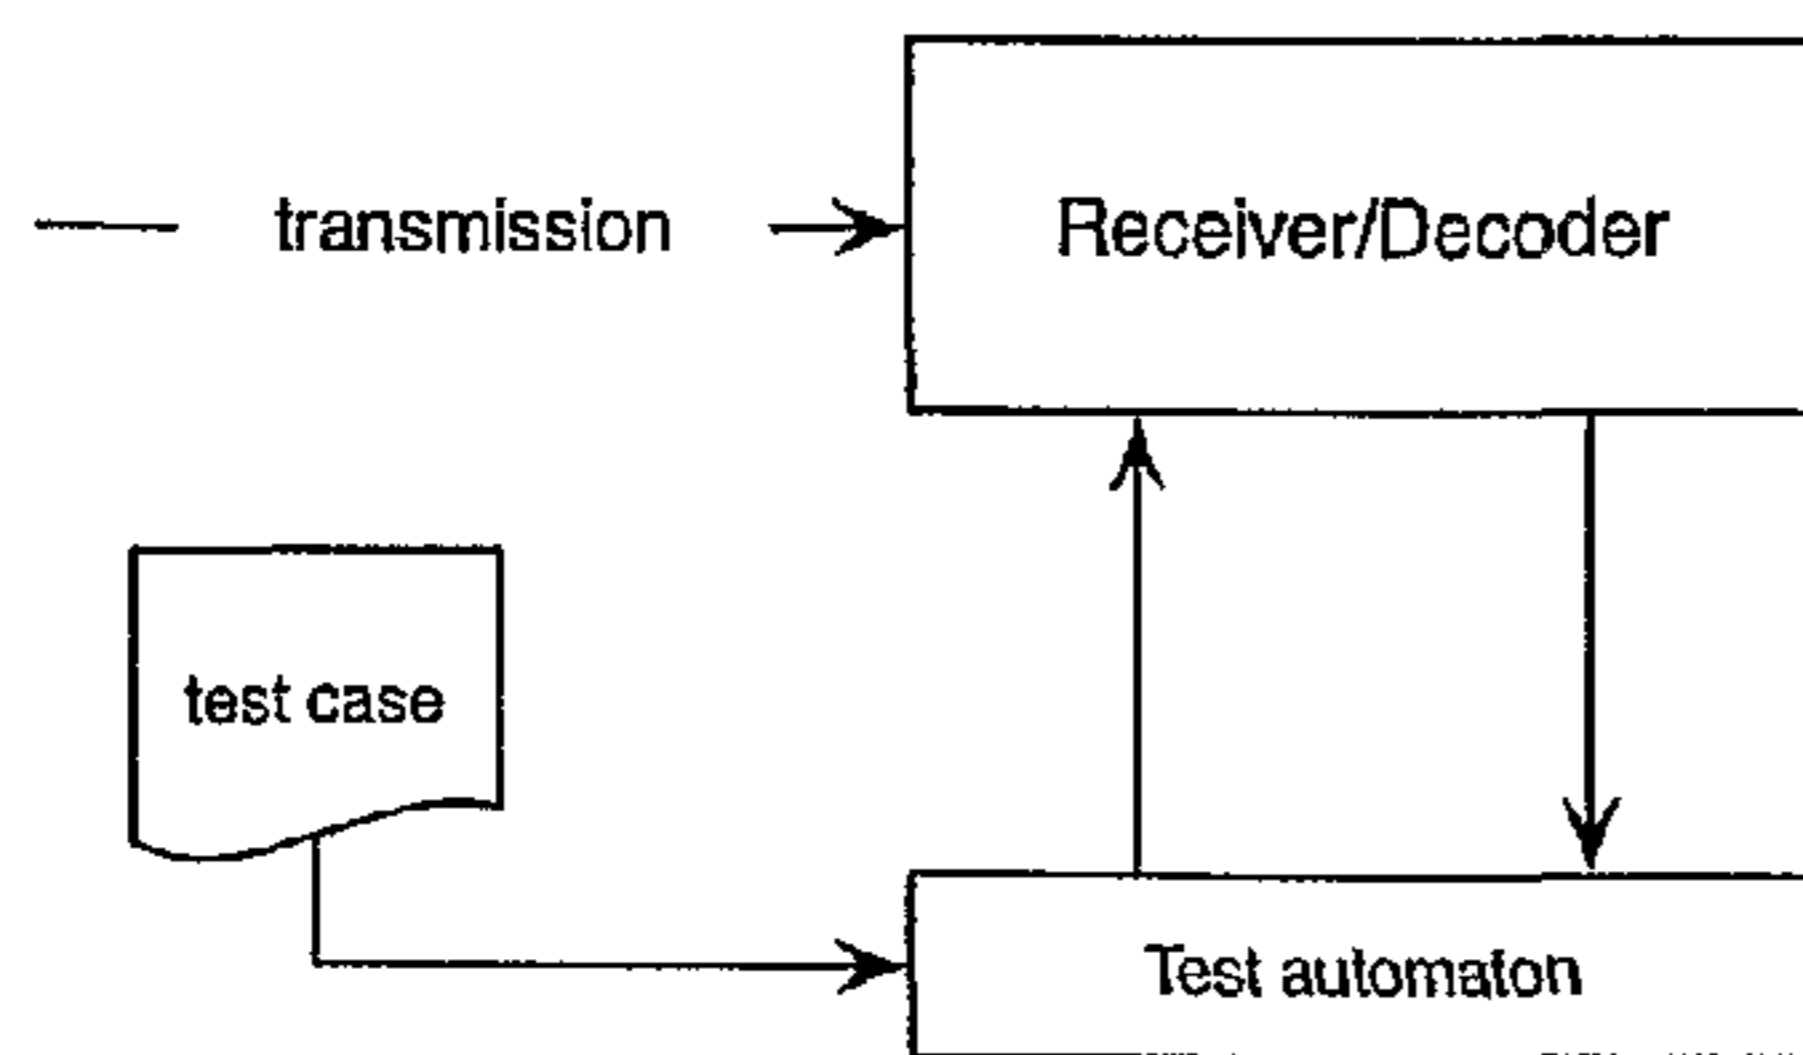 transmission
Receiver/Decoder
test case
Test automaton